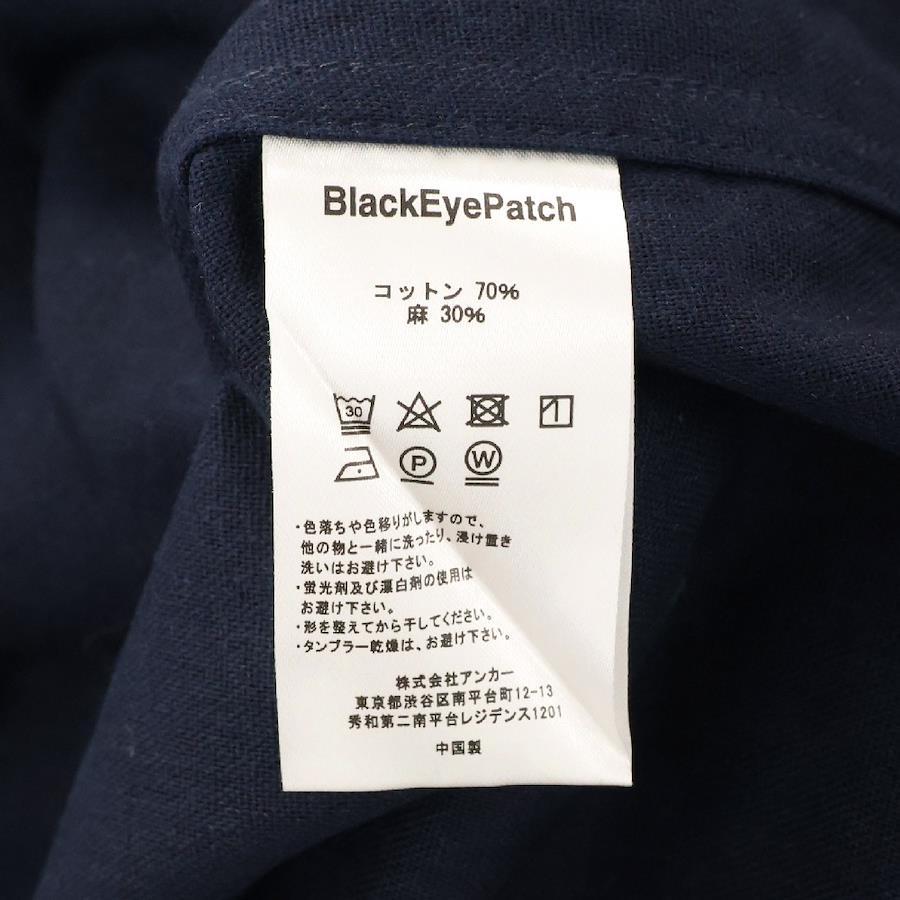 BlackEyePatch
コットン 70%
麻 30%
30
P W
・色落ちや色移りがしますので、
他の物と一緒に洗ったり、浸け置き
洗いはお避け下さい。
・蛍光剤及び漂白剤の使用は
お避け下さい。
・形を整えてから干してください。
・タンブラー乾燥は、お避け下さい。
株式会社アンカー
東京都渋谷区南平台町12-13
秀和第二南平台レジデンス1201
中国製